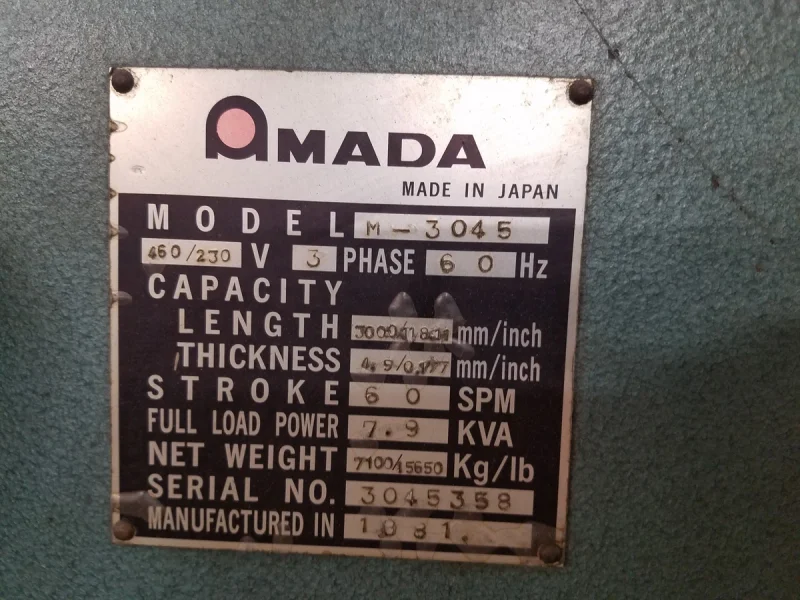 AMADA
MADE IN JAPAN
MODEL M-3045
460/230 V 3 PHASE 60 Hz
CAPACITY
LENGTH mm/inch
THICKNESS mm/inch
STROKE 60 SPM
FULL LOAD POWER 7.9 KVA
NET WEIGHT 7100/15650 Kg/lb
SERIAL NO. 3045358
MANUFACTURED IN 1981.